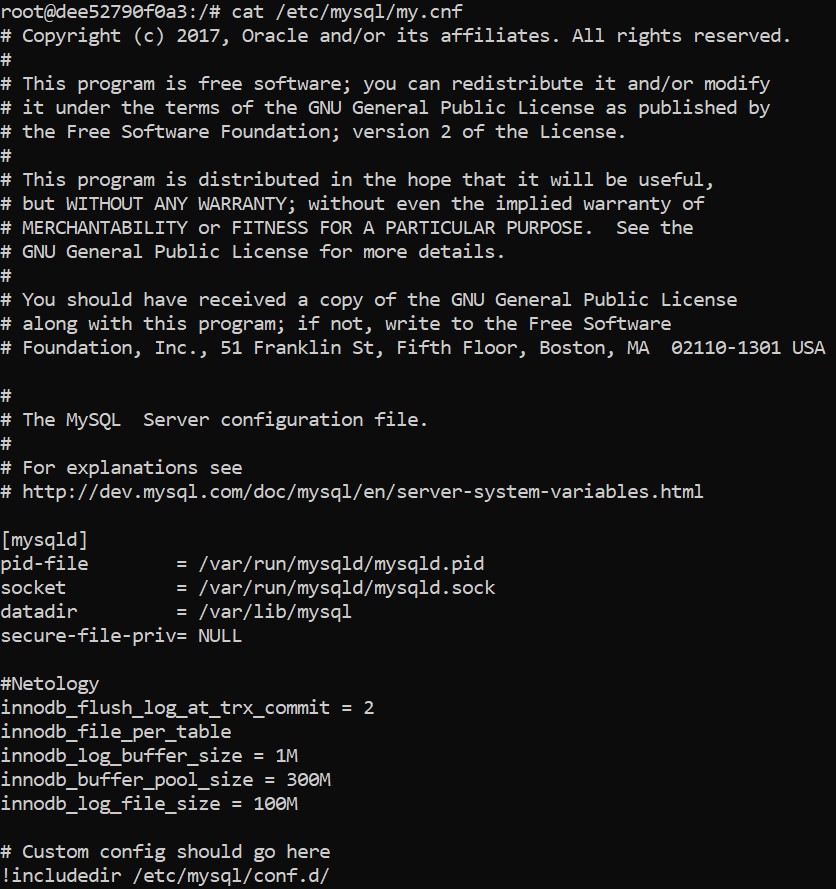 root@dee52790f0a3:/# cat /etc/mysql/my.cnf
# Copyright (c) 2017, Oracle and/or its affiliates. All rights reserved.
#
# This program is free software; you can redistribute it and/or modify
# it under the terms of the GNU General Public License as published by
# the Free Software Foundation; version 2 of the License.
#
# This program is distributed in the hope that it will be useful,
# but WITHOUT ANY WARRANTY; without even the implied warranty of
# MERCHANTABILITY or FITNESS FOR A PARTICULAR PURPOSE.  See the
# GNU General Public License for more details.
#
# You should have received a copy of the GNU General Public License
# along with this program; if not, write to the Free Software
# Foundation, Inc., 51 Franklin St, Fifth Floor, Boston, MA  02110-1301 USA

#
# The MySQL  Server configuration file.
#
# For explanations see
# http://dev.mysql.com/doc/mysql/en/server-system-variables.html

[mysqld]
pid-file        = /var/run/mysqld/mysqld.pid
socket          = /var/run/mysqld/mysqld.sock
datadir         = /var/lib/mysql
secure-file-priv= NULL

#Netology
innodb_flush_log_at_trx_commit = 2
innodb_file_per_table
innodb_log_buffer_size = 1M
innodb_buffer_pool_size = 300M
innodb_log_file_size = 100M

# Custom config should go here
!includedir /etc/mysql/conf.d/